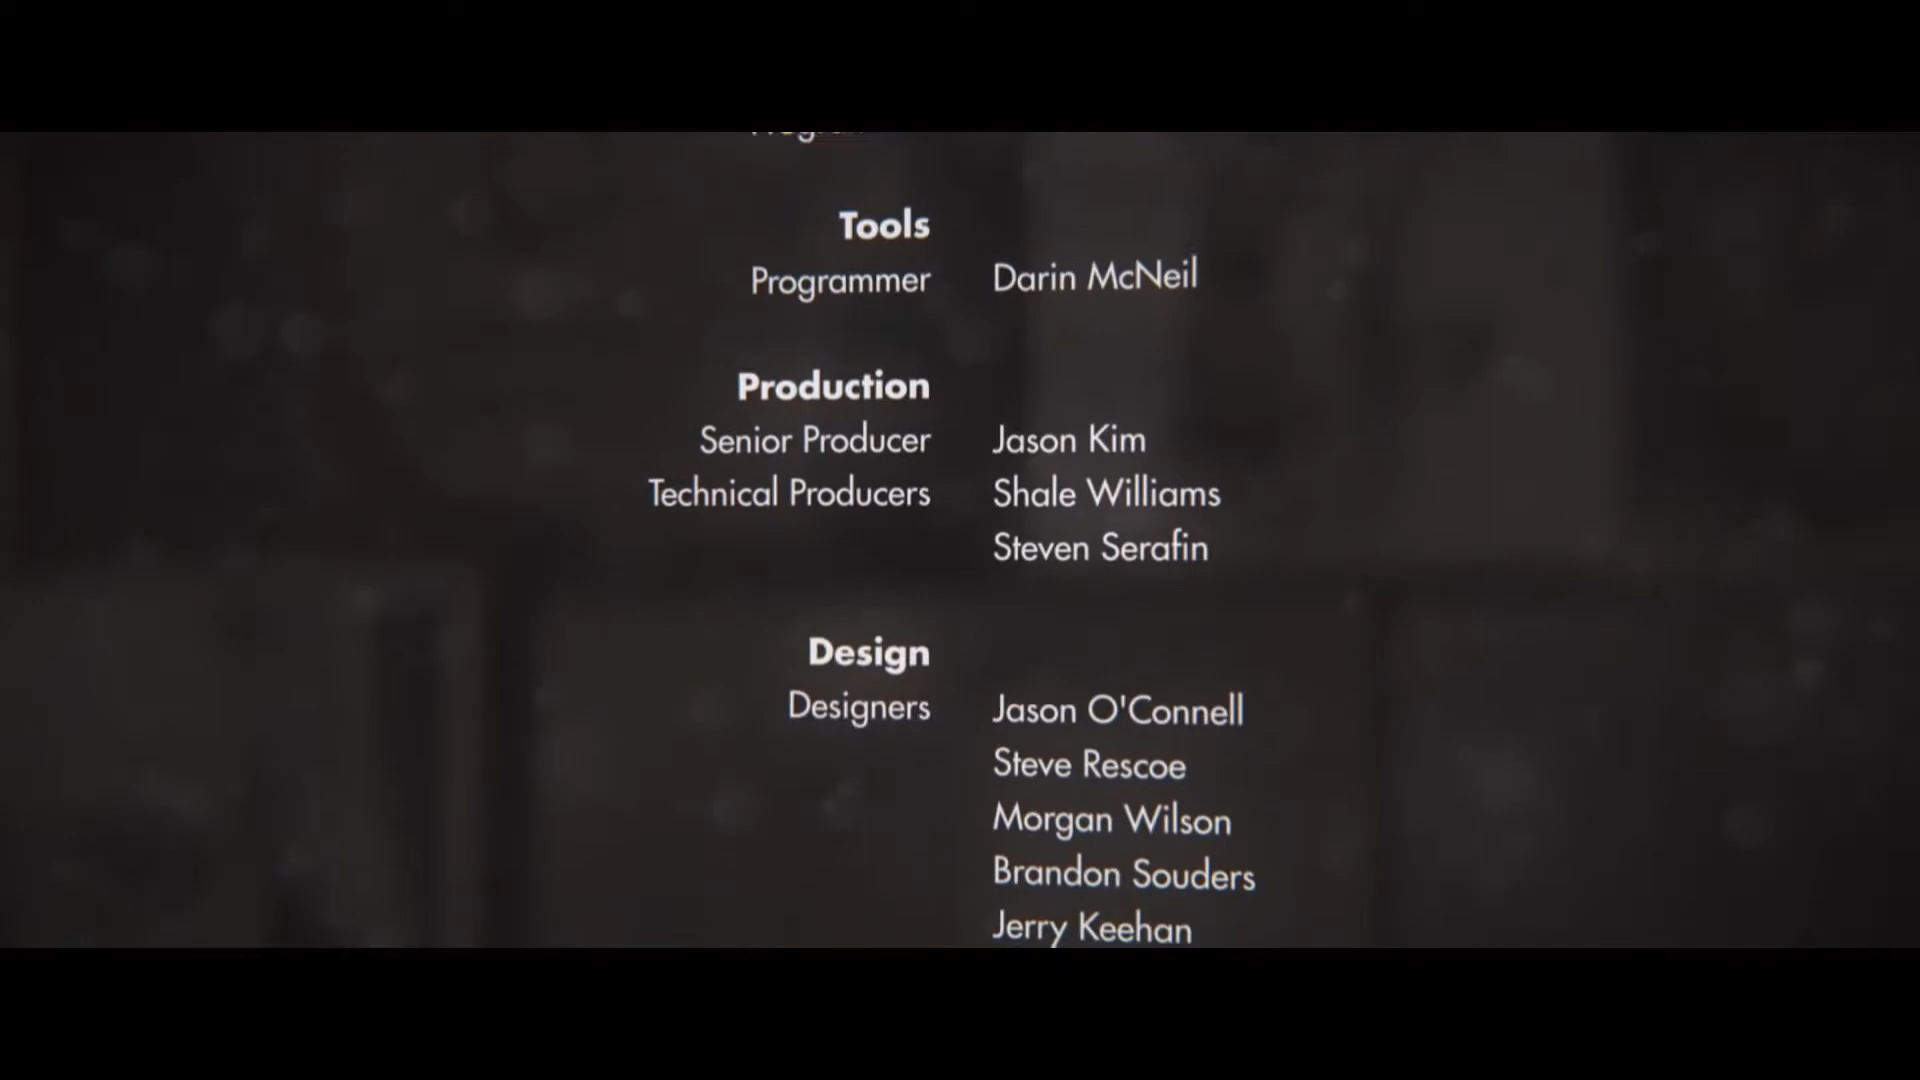 Tools
Programmer Darin McNeil
Production
Senior Producer Jason Kim
Technical Producers Shale Williams
Steven Serafin
Design
Designers Jason O'Connell
Steve Rescoe
Morgan Wilson
Brandon Souders
Jerry Keehan